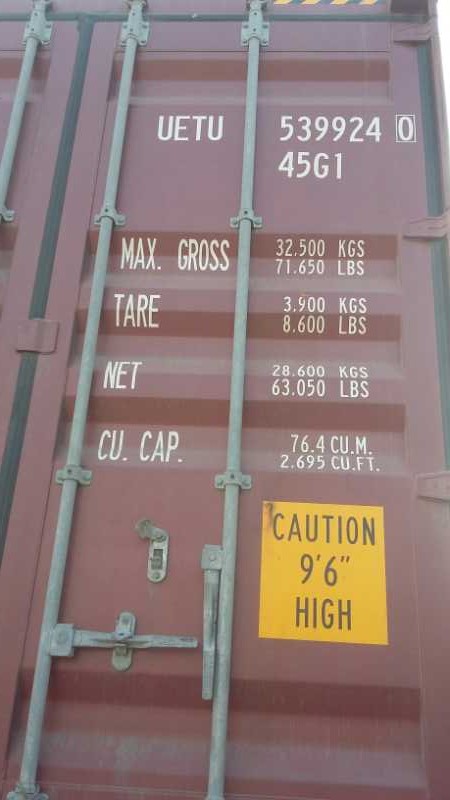 UETU 539924 0
45G1
MAX. GROSS 32.500 KGS
71.650 LBS
TARE 3.900 KGS
8.600 LBS
NET 28.600 KGS
63.050 LBS
CU. CAP. 76.4 CU.M.
2.695 CU.FT.
CAUTION
9'6"
HIGH